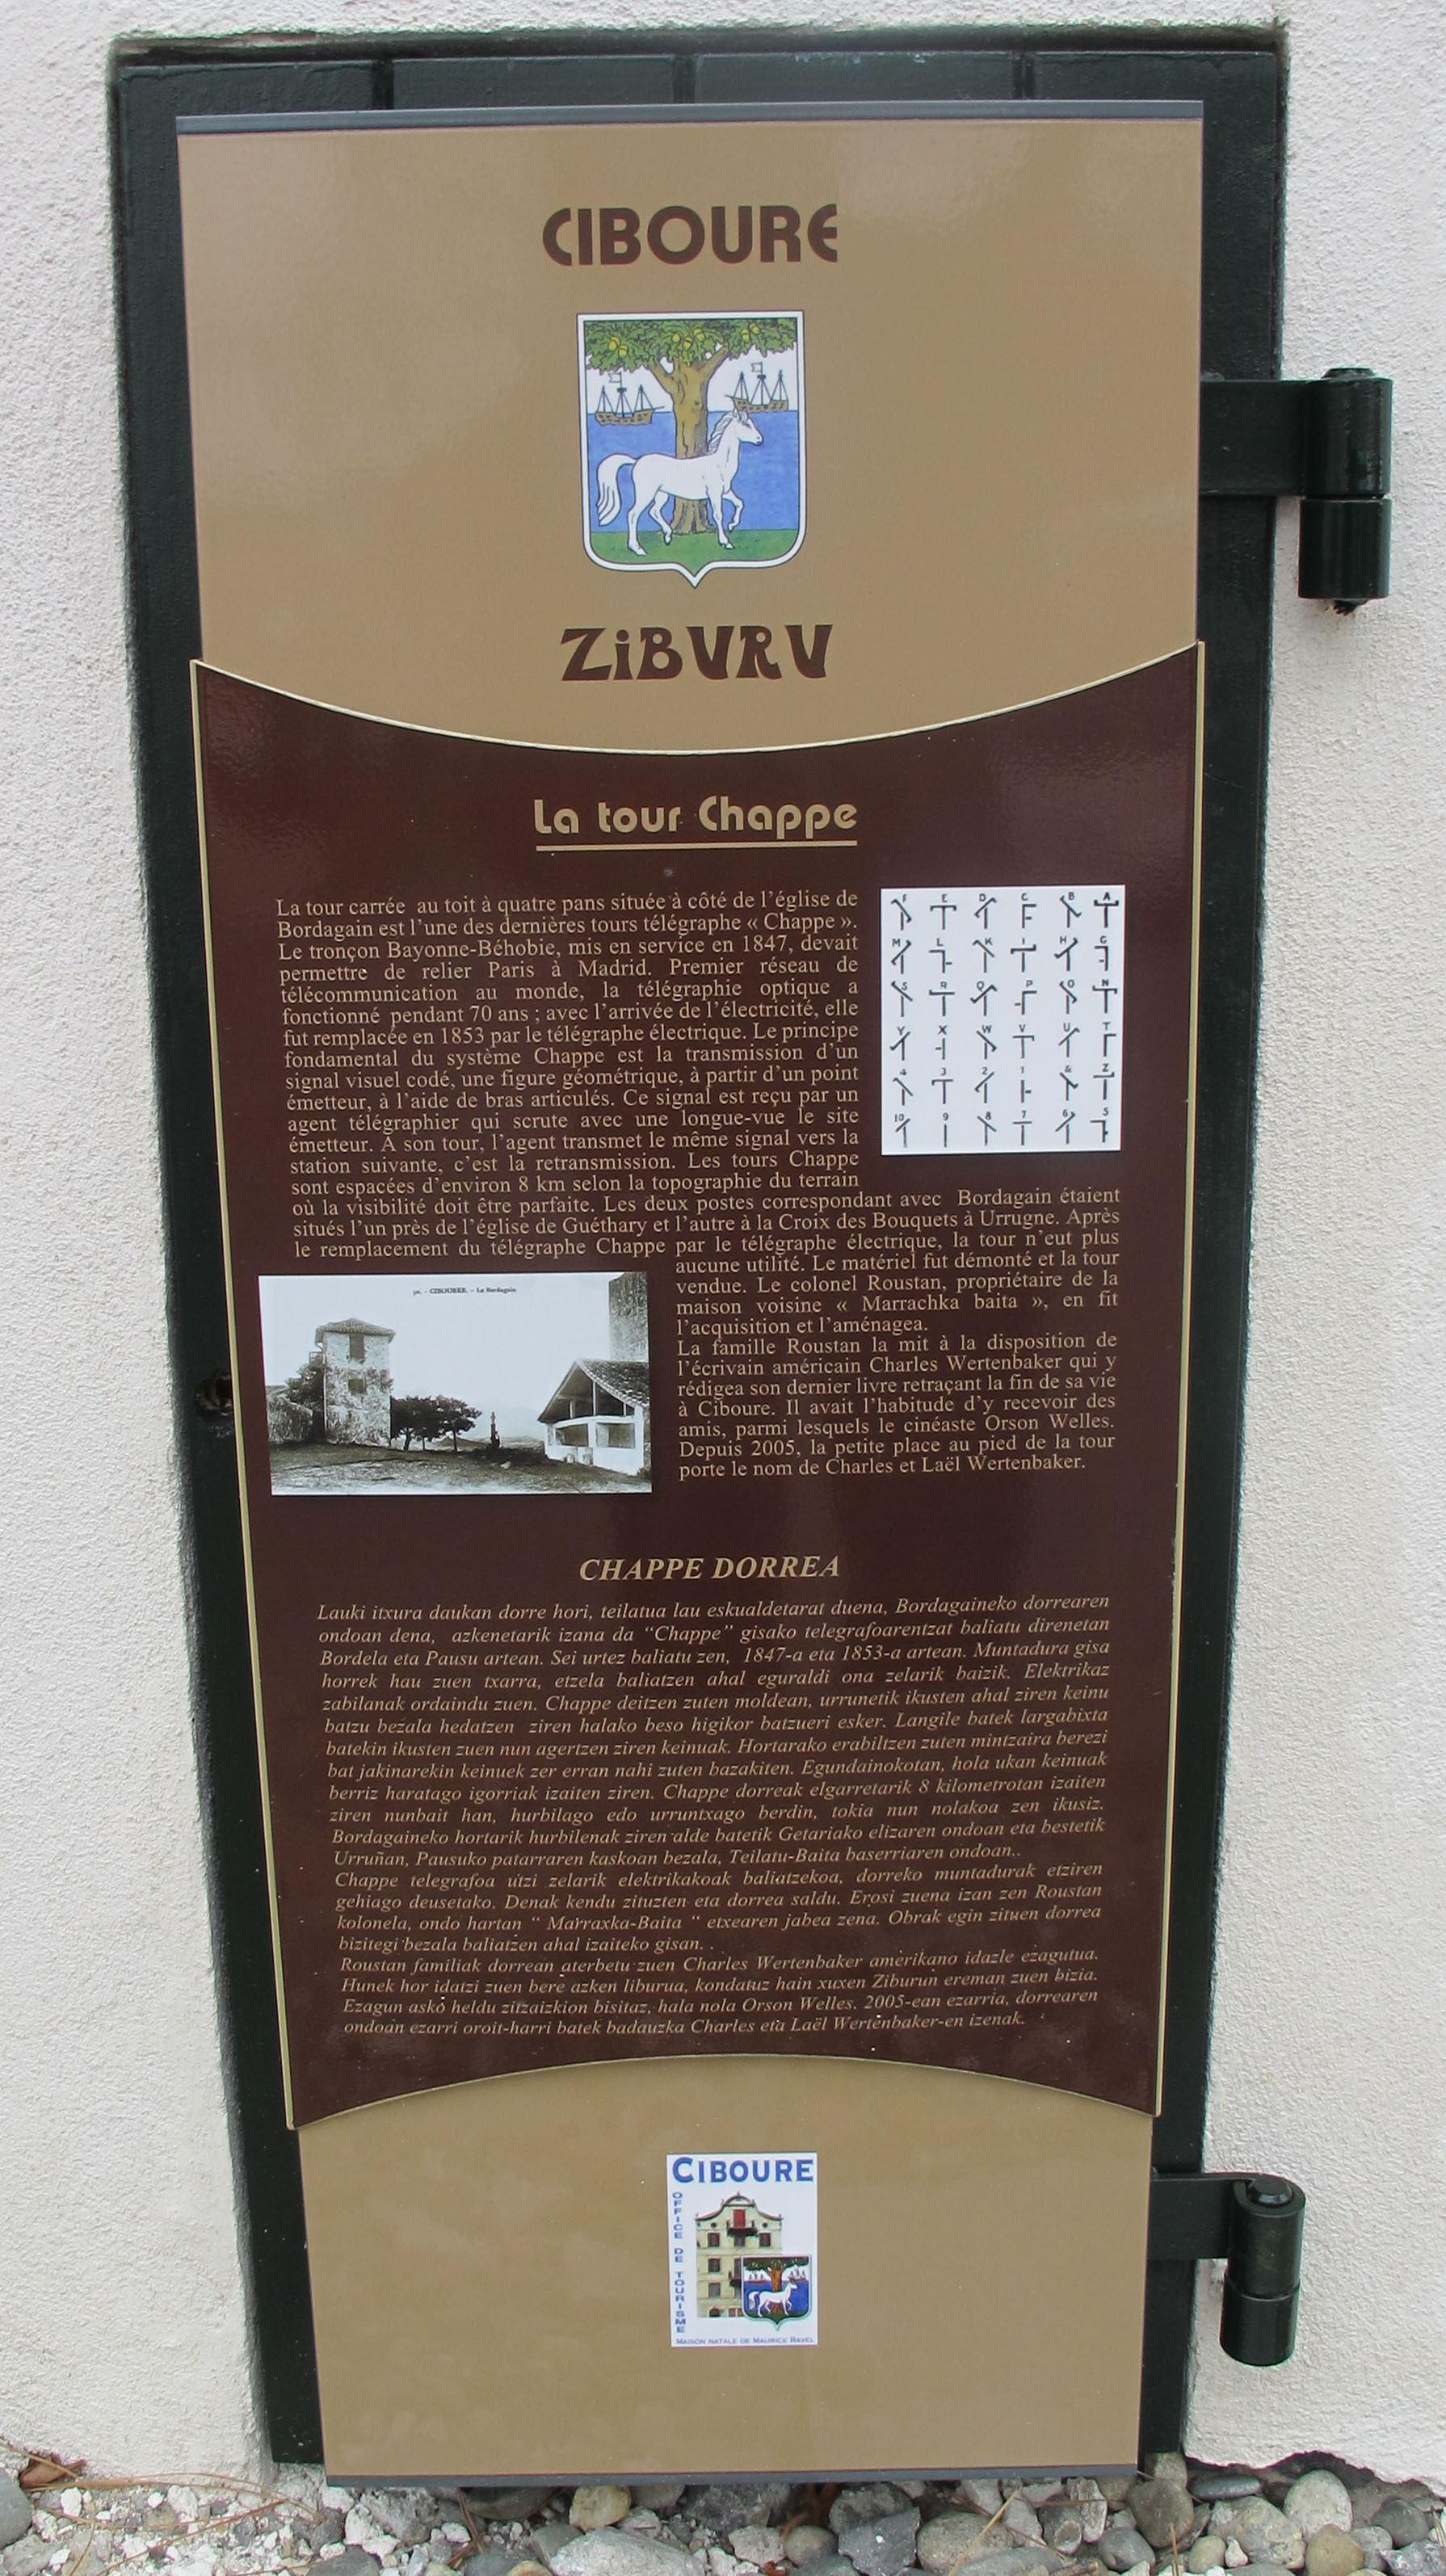 CIBOURE
ZiBURU
La tour Chappe
La tour carrée au toit à quatre pans située à côté de l'église de
Bordagain est l'une des dernières tours télégraphe « Chappe ».
Le tronçon Bayonne-Béhobie, mis en service en 1847, devait
permettre de relier Paris à Madrid. Premier réseau de
télécommunication au monde, la télégraphie optique a
fonctionné pendant 70 ans ; avec l'arrivée de l'électricité, elle
fut remplacée en 1853 par le télégraphe électrique. Le principe
fondamental du système Chappe est la transmission d'un
signal visuel codé, une figure géométrique, à partir d'un point
émetteur, à l'aide de bras articulés. Ce signal est reçu par un
agent télégraphier qui scrute avec une longue-vue le site
émetteur. A son tour, l'agent transmet le même signal vers la
station suivante, c'est la retransmission. Les tours Chappe
sont espacées d'environ 8 km selon la topographie du terrain
où la visibilité doit être parfaite. Les deux postes correspondant avec Bordagain étaient
situés l'un près de l'église de Guéthary et l'autre à la Croix des Bouquets à Urrugne. Après
le remplacement du télégraphe Chappe par le télégraphe électrique, la tour n'eut plus
aucune utilité. Le matériel fut démonté et la tour
vendue. Le colonel Roustan, propriétaire de la
maison voisine « Marrachka baita », en fit
l'acquisition et l'aménagea.
La famille Roustan la mit à la disposition de
l'écrivain américain Charles Wertenbaker qui y
rédigea son dernier livre retraçant la fin de sa vie
à Ciboure. Il avait l'habitude d'y recevoir des
amis, parmi lesquels le cinéaste Orson Welles.
Depuis 2005, la petite place au pied de la tour
porte le nom de Charles et Laël Wertenbaker.
F E D C B A
M L K I H G
S R Q P O N
Y X W V U T
4 3 2 1 & Z
10 9 8 7 6 5
CIBOURE. - Le Bordagain
CHAPPE DORREA
Lauki itxura daukan dorre hori, teilatua lau eskualdetarat duena, Bordagaineko dorrearen
ondoan dena, azkenetarik izana da "Chappe" gisako telegrafoarentzat baliatu direnetan
Bordela eta Pausu artean. Sei urtez baliatu zen, 1847-a eta 1853-a artean. Muntadura gisa
horrek hau zuen txarra, etzela baliatzen ahal eguraldi ona zelarik baizik. Elektrikaz
zabilanak ordaindu zuen. Chappe deitzen zuten moldean, urrunetik ikusten ahal ziren keinu
batzu bezala hedatzen ziren halako beso higikor batzueri esker. Langile batek largabixta
batekin ikusten zuen nun agertzen ziren keinuak. Hortarako erabiltzen zuten mintzaira berezi
bat jakinarekin keinuek zer erran nahi zuten bazakiten. Egundainokotan, hola ukan keinuak
berriz haratago igorriak izaiten ziren. Chappe dorreak elgarretarik 8 kilometrotan izaiten
ziren nunbait han, hurbilago edo urruntxago berdin, tokia nun nolakoa zen ikusiz.
Bordagaineko hortarik hurbilenak ziren alde batetik Getariako elizaren ondoan eta bestetik
Urruñan, Pausuko patarraren kaskoan bezala, Teilatu-Baita baserriaren ondoan..
Chappe telegrafoa utzi zelarik elektrikakoak baliatzekoa, dorreko muntadurak etziren
gehiago deusetako. Denak kendu zituzten eta dorrea saldu. Erosi zuena izan zen Roustan
kolonela, ondo hartan " Marraxka-Baita " etxearen jabea zena. Obrak egin zituen dorrea
bizitegi bezala baliatzen ahal izaiteko gisan. .
Roustan familiak dorrean aterbetu zuen Charles Wertenbaker amerikano idazle ezagutua.
Hunek hor idatzi zuen bere azken liburua, kondatuz hain xuxen Ziburun ereman zuen bizia.
Ezagun asko heldu zitzaizkion bisitaz, hala nola Orson Welles. 2005-ean ezarria, dorrearen
ondoan ezarri oroit-harri batek badauzka Charles eta Laël Wertenbaker-en izenak.
CIBOURE
OFFICE DE TOURISME
MAISON NATALE DE MAURICE RAVEL